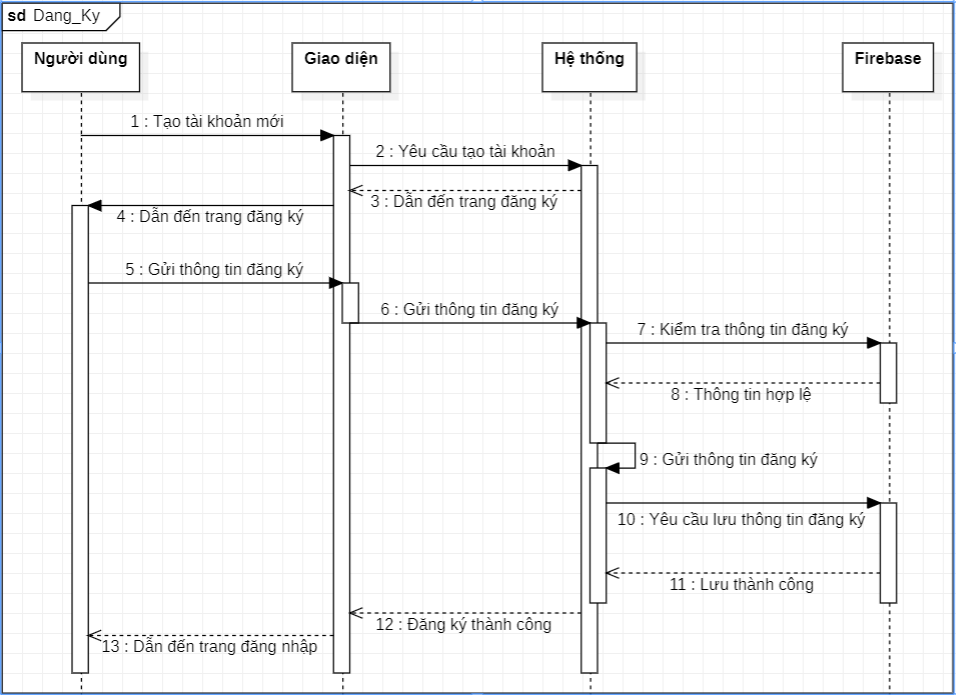 sd Dang_Ky
Người dùng
Giao diện
Hệ thống
Firebase
1 : Tạo tài khoản mới
2 : Yêu cầu tạo tài khoản
3 : Dẫn đến trang đăng ký
4 : Dẫn đến trang đăng ký
5 : Gửi thông tin đăng ký
6 : Gửi thông tin đăng ký
7 : Kiểm tra thông tin đăng ký
8 : Thông tin hợp lệ
9 : Gửi thông tin đăng ký
10 : Yêu cầu lưu thông tin đăng ký
11 : Lưu thành công
12 : Đăng ký thành công
13 : Dẫn đến trang đăng nhập